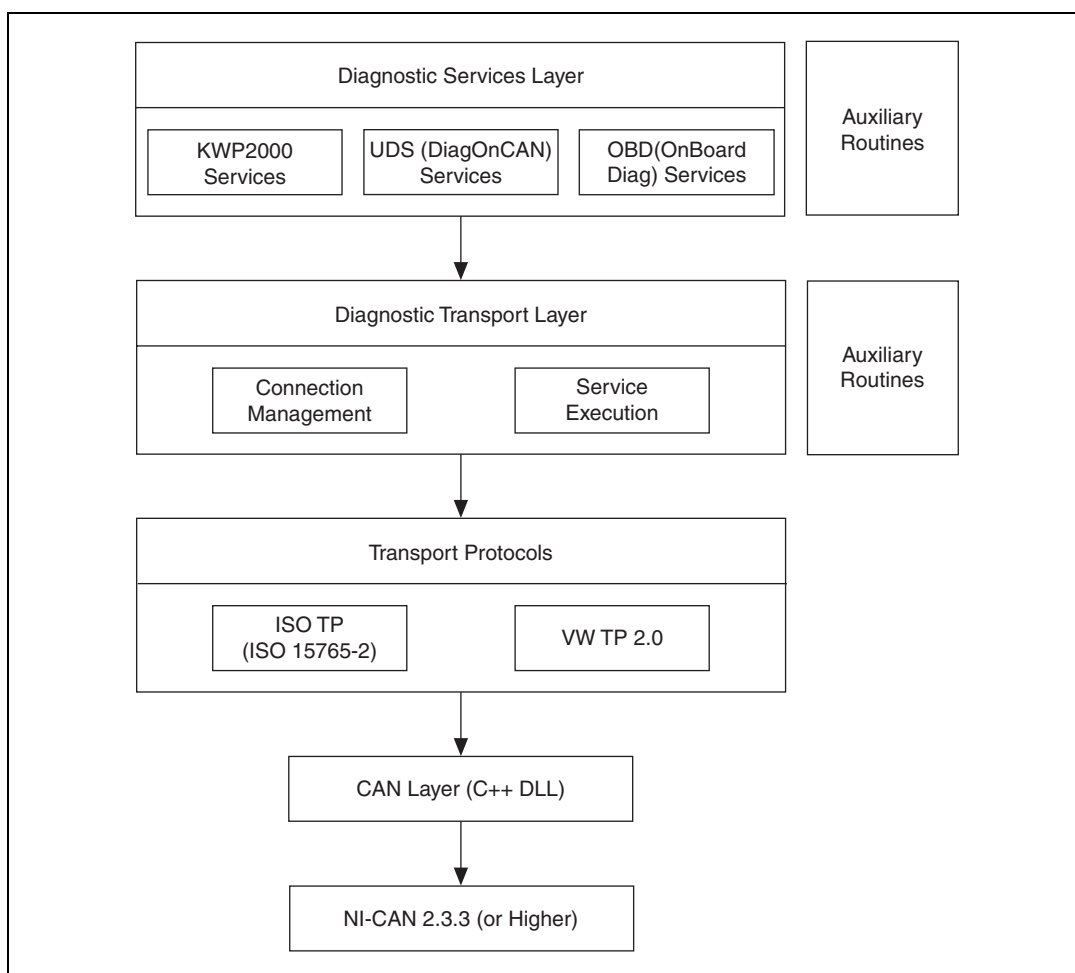 Diagnostic Services Layer
KWP2000
Services
UDS (DiagOnCAN)
Services
OBD(OnBoard
Diag) Services
Auxiliary
Routines
Diagnostic Transport Layer
Connection
Management
Service
Execution
Auxiliary
Routines
Transport Protocols
ISO TP
(ISO 15765-2)
VW TP 2.0
CAN Layer (C++ DLL)
NI-CAN 2.3.3 (or Higher)